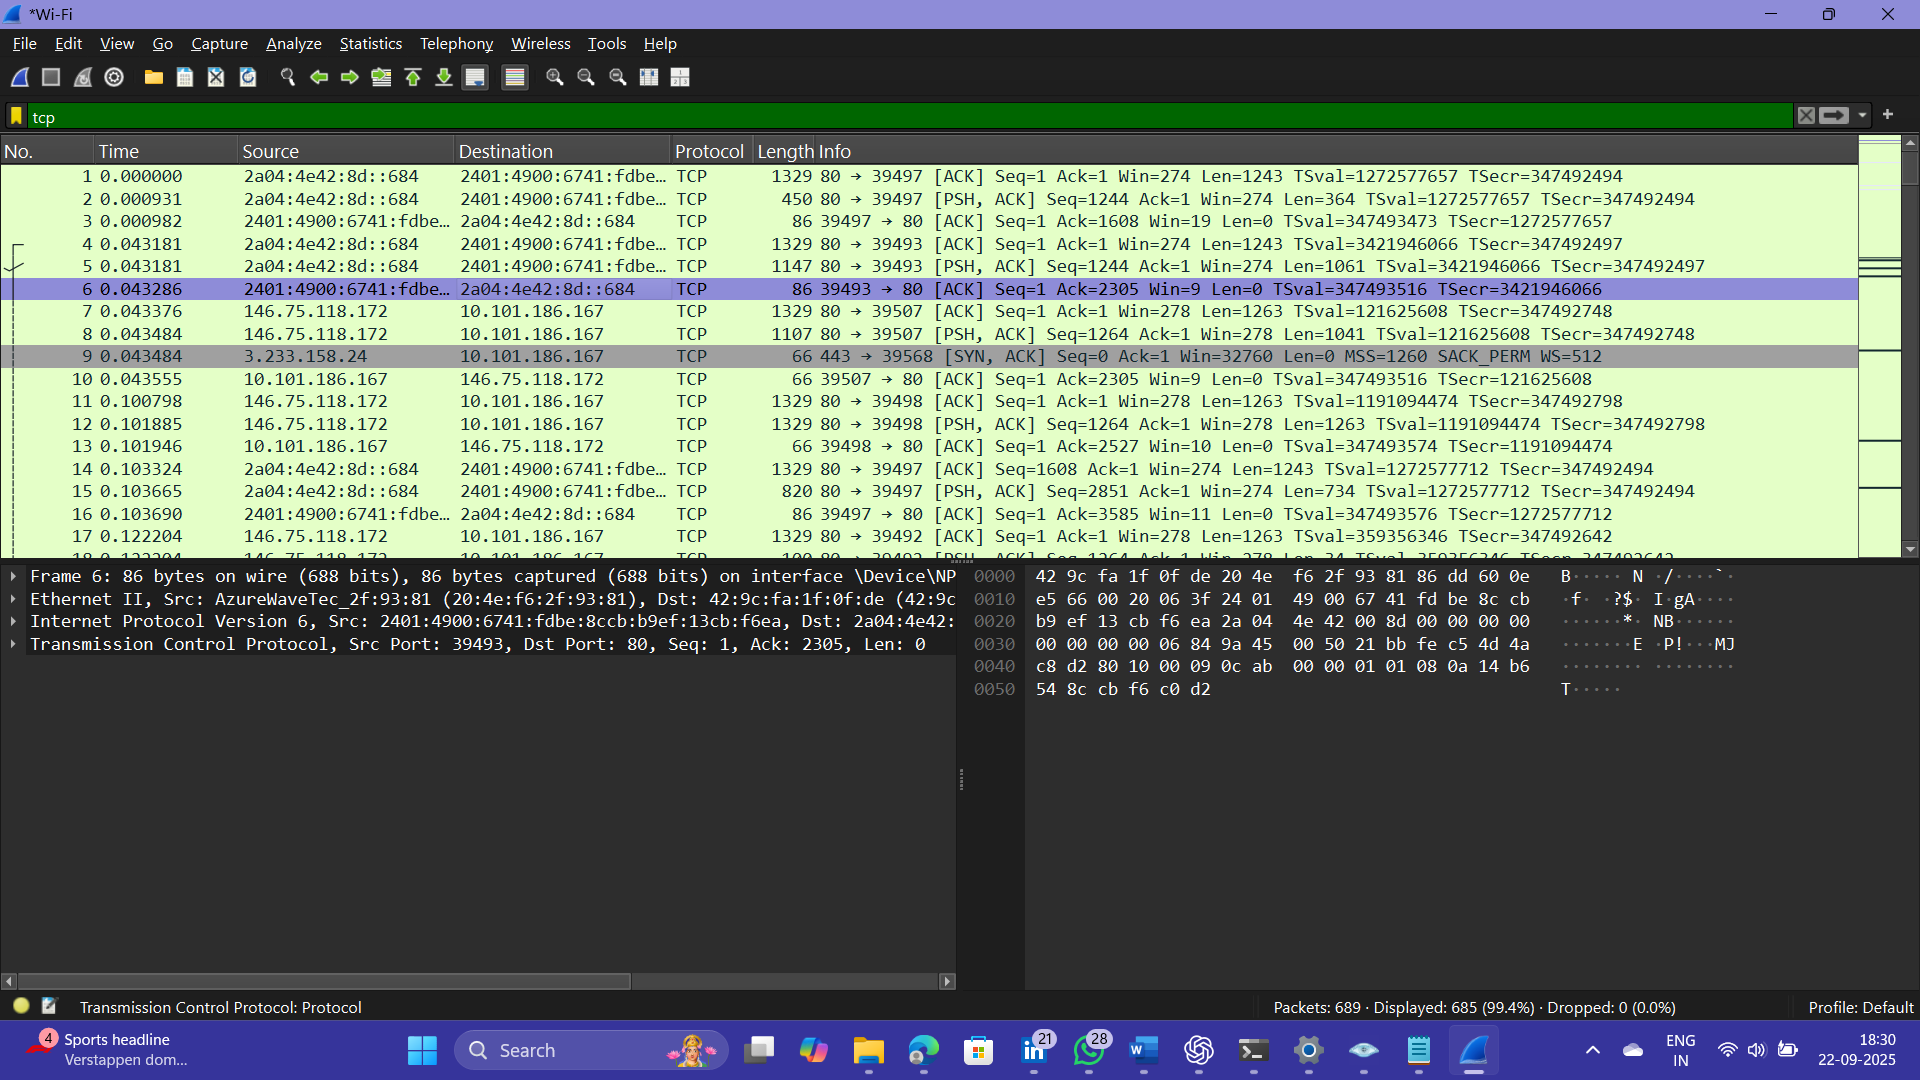 *Wi-Fi
File Edit View Go Capture Analyze Statistics Telephony Wireless Tools Help
tcp
No. Time Source Destination Protocol Length Info
1 0.000000 2a04:4e42:8d::684 2401:4900:6741:fdbe… TCP 1329 80 → 39497 [ACK] Seq=1 Ack=1 Win=274 Len=1243 TSval=1272577657 TSecr=347492494
2 0.000931 2a04:4e42:8d::684 2401:4900:6741:fdbe… TCP 450 80 → 39497 [PSH, ACK] Seq=1244 Ack=1 Win=274 Len=364 TSval=1272577657 TSecr=347492494
3 0.000982 2401:4900:6741:fdbe… 2a04:4e42:8d::684 TCP 86 39497 → 80 [ACK] Seq=1 Ack=1608 Win=19 Len=0 TSval=347493473 TSecr=1272577657
4 0.043181 2a04:4e42:8d::684 2401:4900:6741:fdbe… TCP 1329 80 → 39493 [ACK] Seq=1 Ack=1 Win=274 Len=1243 TSval=3421946066 TSecr=347492497
5 0.043181 2a04:4e42:8d::684 2401:4900:6741:fdbe… TCP 1147 80 → 39493 [PSH, ACK] Seq=1244 Ack=1 Win=274 Len=1061 TSval=3421946066 TSecr=347492497
6 0.043286 2401:4900:6741:fdbe… 2a04:4e42:8d::684 TCP 86 39493 → 80 [ACK] Seq=1 Ack=2305 Win=9 Len=0 TSval=347493516 TSecr=3421946066
7 0.043376 146.75.118.172 10.101.186.167 TCP 1329 80 → 39507 [ACK] Seq=1 Ack=1 Win=278 Len=1263 TSval=121625608 TSecr=347492748
8 0.043484 146.75.118.172 10.101.186.167 TCP 1107 80 → 39507 [PSH, ACK] Seq=1264 Ack=1 Win=278 Len=1041 TSval=121625608 TSecr=347492748
9 0.043484 3.233.158.24 10.101.186.167 TCP 66 443 → 39568 [SYN, ACK] Seq=0 Ack=1 Win=32760 Len=0 MSS=1260 SACK_PERM WS=512
10 0.043555 10.101.186.167 146.75.118.172 TCP 66 39507 → 80 [ACK] Seq=1 Ack=2305 Win=9 Len=0 TSval=347493516 TSecr=121625608
11 0.100798 146.75.118.172 10.101.186.167 TCP 1329 80 → 39498 [ACK] Seq=1 Ack=1 Win=278 Len=1263 TSval=1191094474 TSecr=347492798
12 0.101885 146.75.118.172 10.101.186.167 TCP 1329 80 → 39498 [PSH, ACK] Seq=1264 Ack=1 Win=278 Len=1263 TSval=1191094474 TSecr=347492798
13 0.101946 10.101.186.167 146.75.118.172 TCP 66 39498 → 80 [ACK] Seq=1 Ack=2527 Win=10 Len=0 TSval=347493574 TSecr=1191094474
14 0.103324 2a04:4e42:8d::684 2401:4900:6741:fdbe… TCP 1329 80 → 39497 [ACK] Seq=1608 Ack=1 Win=274 Len=1243 TSval=1272577712 TSecr=347492494
15 0.103665 2a04:4e42:8d::684 2401:4900:6741:fdbe… TCP 820 80 → 39497 [PSH, ACK] Seq=2851 Ack=1 Win=274 Len=734 TSval=1272577712 TSecr=347492494
16 0.103690 2401:4900:6741:fdbe… 2a04:4e42:8d::684 TCP 86 39497 → 80 [ACK] Seq=1 Ack=3585 Win=11 Len=0 TSval=347493576 TSecr=1272577712
17 0.122204 146.75.118.172 10.101.186.167 TCP 1329 80 → 39492 [ACK] Seq=1 Ack=1 Win=278 Len=1263 TSval=359356346 TSecr=347492642
Frame 6: 86 bytes on wire (688 bits), 86 bytes captured (688 bits) on interface \Device\NP
Ethernet II, Src: AzureWaveTec_2f:93:81 (20:4e:f6:2f:93:81), Dst: 42:9c:fa:1f:0f:de (42:9c
Internet Protocol Version 6, Src: 2401:4900:6741:fdbe:8ccb:b9ef:13cb:f6ea, Dst: 2a04:4e42:
Transmission Control Protocol, Src Port: 39493, Dst Port: 80, Seq: 1, Ack: 2305, Len: 0
0000 42 9c fa 1f 0f de 20 4e f6 2f 93 81 86 dd 60 0e B····· N ·/····`·
0010 e5 66 00 20 06 3f 24 01 49 00 67 41 fd be 8c cb ·f· ·?$· I·gA····
0020 b9 ef 13 cb f6 ea 2a 04 4e 42 00 8d 00 00 00 00 ······*· NB······
0030 00 00 00 00 06 84 9a 45 00 50 21 bb fe c5 4d 4a ·······E ·P!···MJ
0040 c8 d2 80 10 00 09 0c ab 00 00 01 01 08 0a 14 b6 ········ ········
0050 54 8c cb f6 c0 d2 T·····
Transmission Control Protocol: Protocol
Packets: 689 · Displayed: 685 (99.4%) · Dropped: 0 (0.0%)
Profile: Default
4
Sports headline
Verstappen dom...
Search
21
28
ENG
IN
18:30
22-09-2025